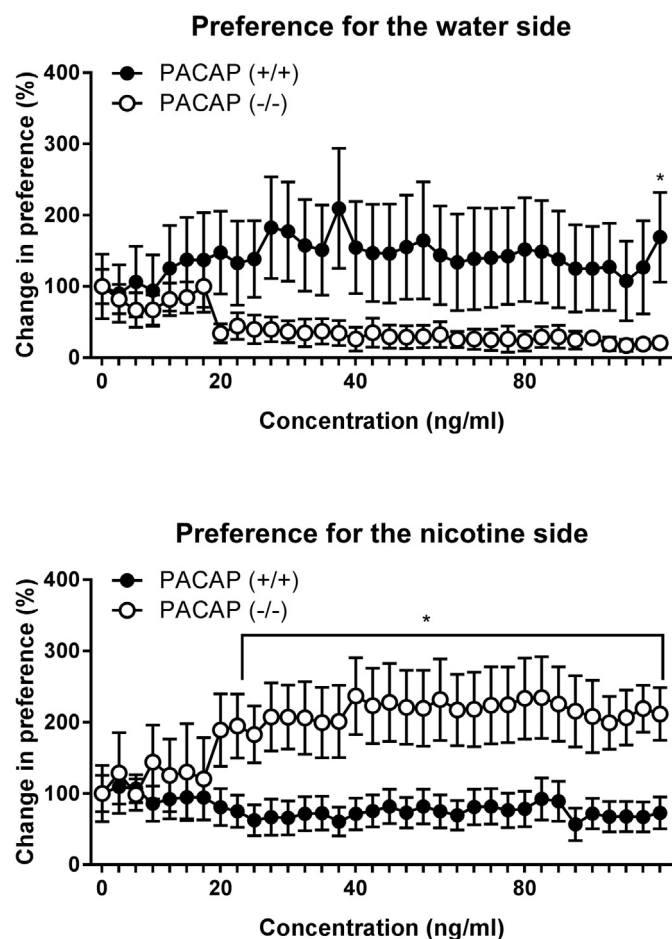 Preference for the water side
Change in preference (%)
400
300
200
100
0
PACAP (+/+)
PACAP (-/-)
*
0 20 40 80
Concentration (ng/ml)
Preference for the nicotine side
Change in preference (%)
400
300
200
100
0
PACAP (+/+)
PACAP (-/-)
*
0 20 40 80
Concentration (ng/ml)